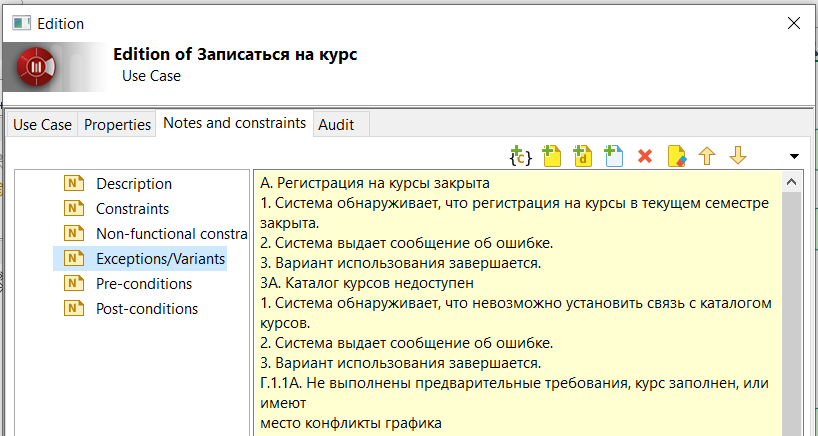 Edition
Edition of Записаться на курс
Use Case
Use Case
Properties
Notes and constraints
Audit
Description
Constraints
Non-functional constra
Exceptions/Variants
Pre-conditions
Post-conditions
А. Регистрация на курсы закрыта
1. Система обнаруживает, что регистрация на курсы в текущем семестре
закрыта.
2. Система выдает сообщение об ошибке.
3. Вариант использования завершается.
3А. Каталог курсов недоступен
1. Система обнаруживает, что невозможно установить связь с каталогом
курсов.
2. Система выдает сообщение об ошибке.
3. Вариант использования завершается.
Г.1.1А. Не выполнены предварительные требования, курс заполнен, или
имеют
место конфликты графика